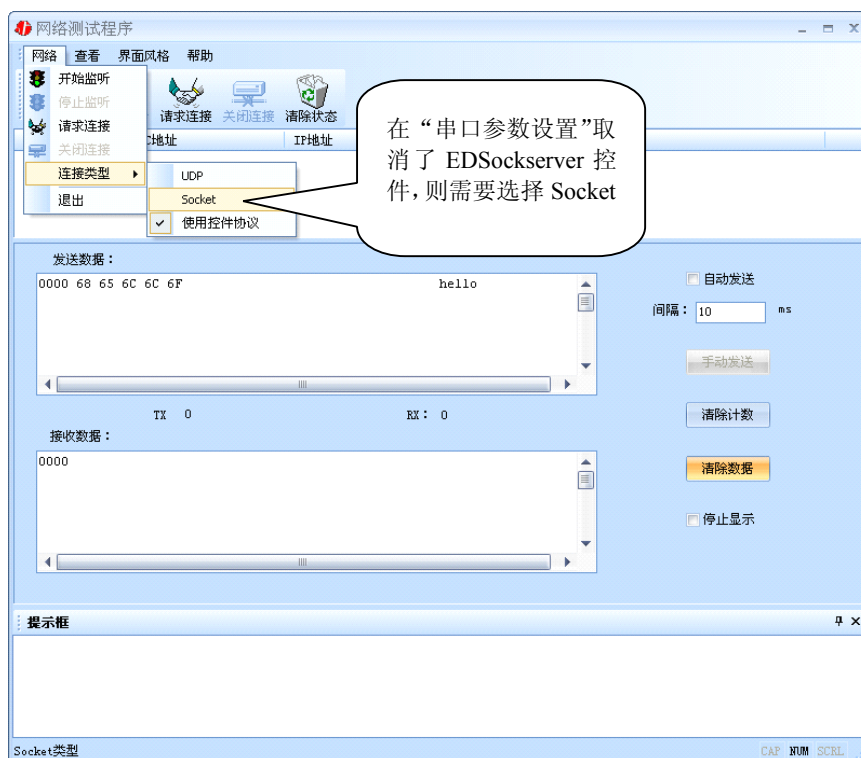 网络测试程序
网络 查看 界面风格 帮助
开始监听
停止监听
请求连接
关闭连接
连接类型
退出
请求连接 关闭连接 清除状态
地址 IP地址
UDP
Socket
使用控件协议
在“串口参数设置”取
消了 EDSockserver 控
件，则需要选择 Socket
发送数据：
0000 68 65 6C 6C 6F hello
自动发送
间隔： 10 ms
手动发送
TX 0 RX： 0
清除计数
接收数据：
0000
清除数据
停止显示
提示框
Socket类型 CAP NUM SCRL